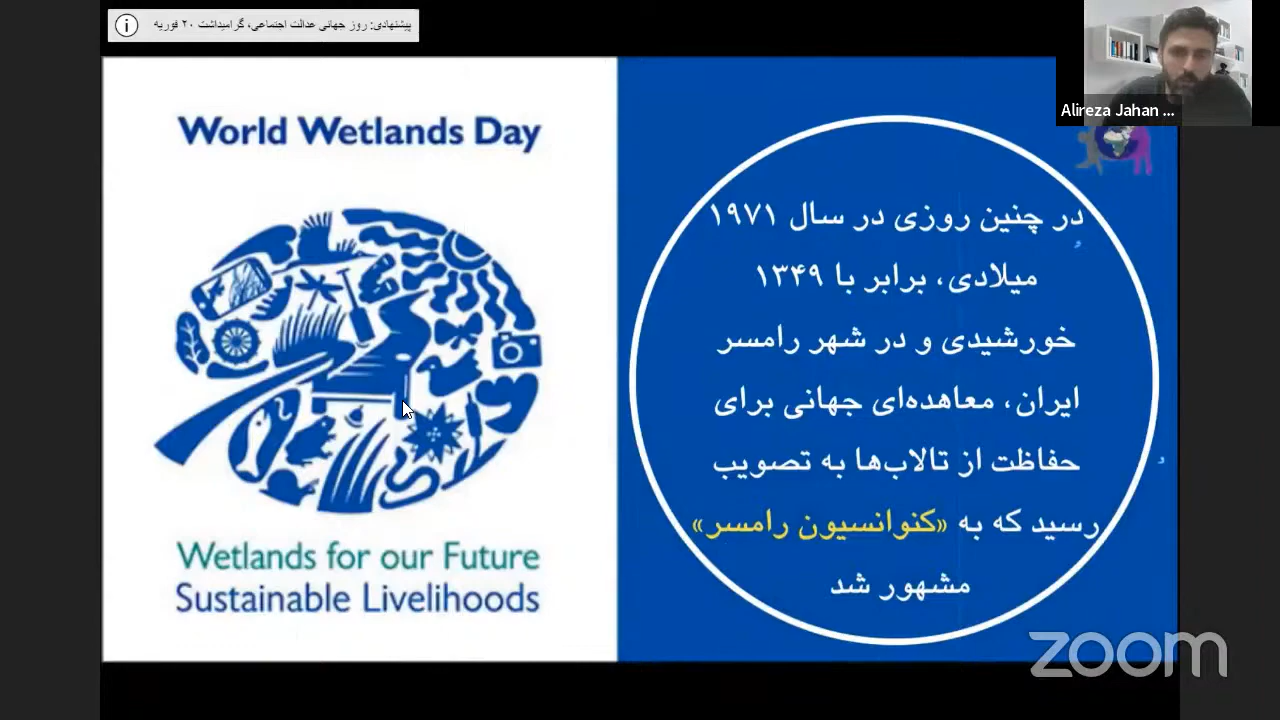 پیشنهادی: روز جهانی عدالت اجتماعی، گرامیداشت ۲۰ فوریه
Alireza Jahan ...
World Wetlands Day
Wetlands for our Future
Sustainable Livelihoods
در چنین روزی در سال ۱۹۷۱
میلادی، برابر با ۱۳۴۹
خورشیدی و در شهر رامسر
ایران، معاهده‌ای جهانی برای
حفاظت از تالاب‌ها به تصویب
رسید که به «کنوانسیون رامسر»
مشهور شد
zoom